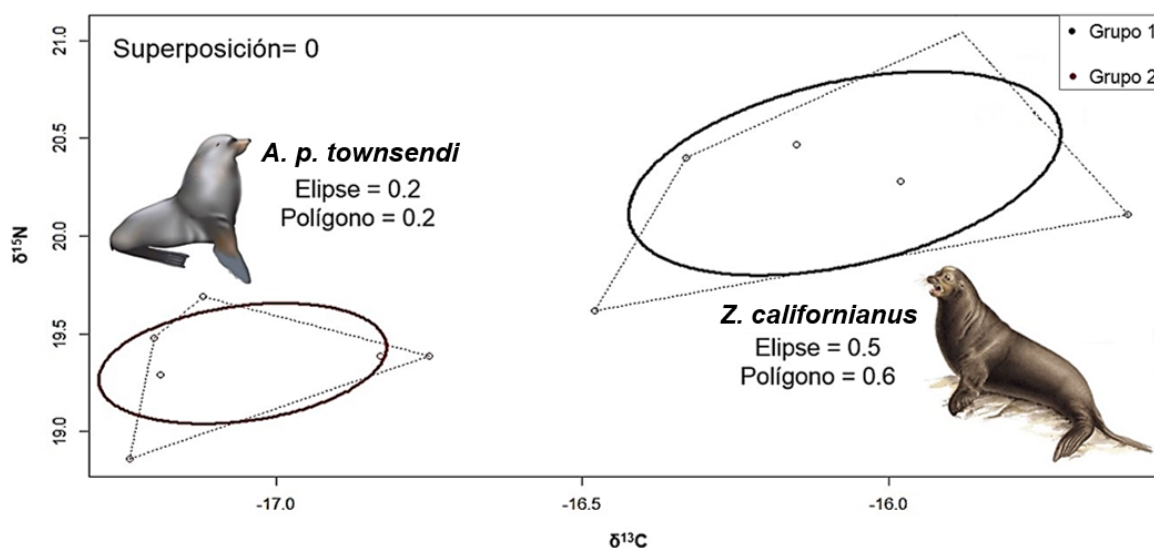 Superposición= 0
Grupo 1
Grupo 2
A. p. townsendi
Elipse = 0.2
Polígono = 0.2
Z. californianus
Elipse = 0.5
Polígono = 0.6
δ¹⁵N
21.0
20.5
20.0
19.5
19.0
-17.0
-16.5
-16.0
δ¹³C